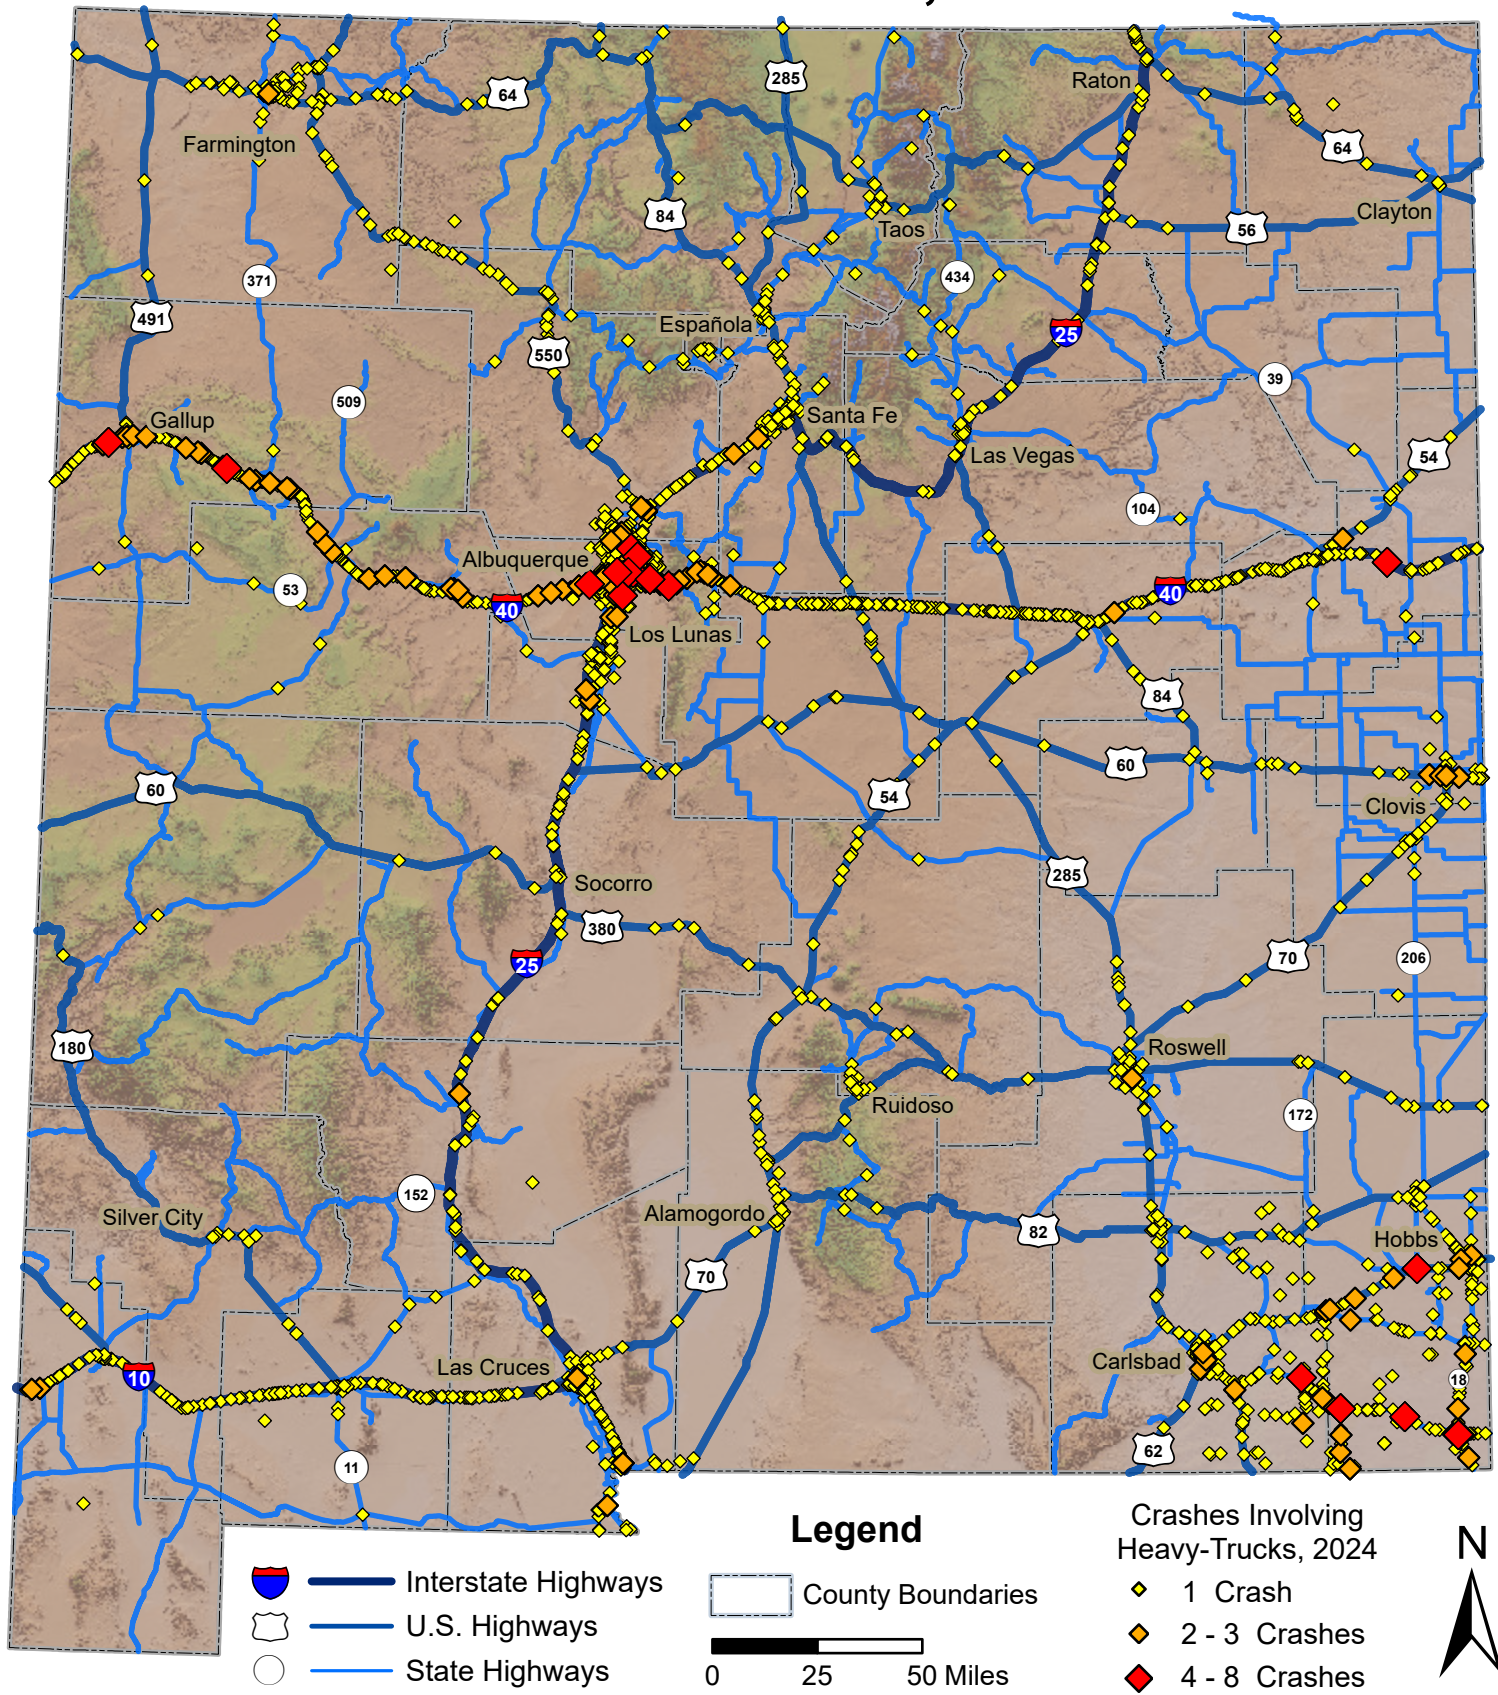 285
64
Raton
Farmington
64
84
Clayton
Taos
56
434
371
491
Española
25
550
39
509
Gallup
Santa Fe
Las Vegas
54
104
Albuquerque
53
40
40
Los Lunas
84
60
60
54
Clovis
285
Socorro
380
70
206
25
180
Roswell
Ruidoso
172
152
Silver City
Alamogordo
82
Hobbs
70
Las Cruces
Carlsbad
10
18
62
11
Legend
Interstate Highways
U.S. Highways
State Highways
County Boundaries
0 25 50 Miles
Crashes Involving
Heavy-Trucks, 2024
1 Crash
2 - 3 Crashes
4 - 8 Crashes
N